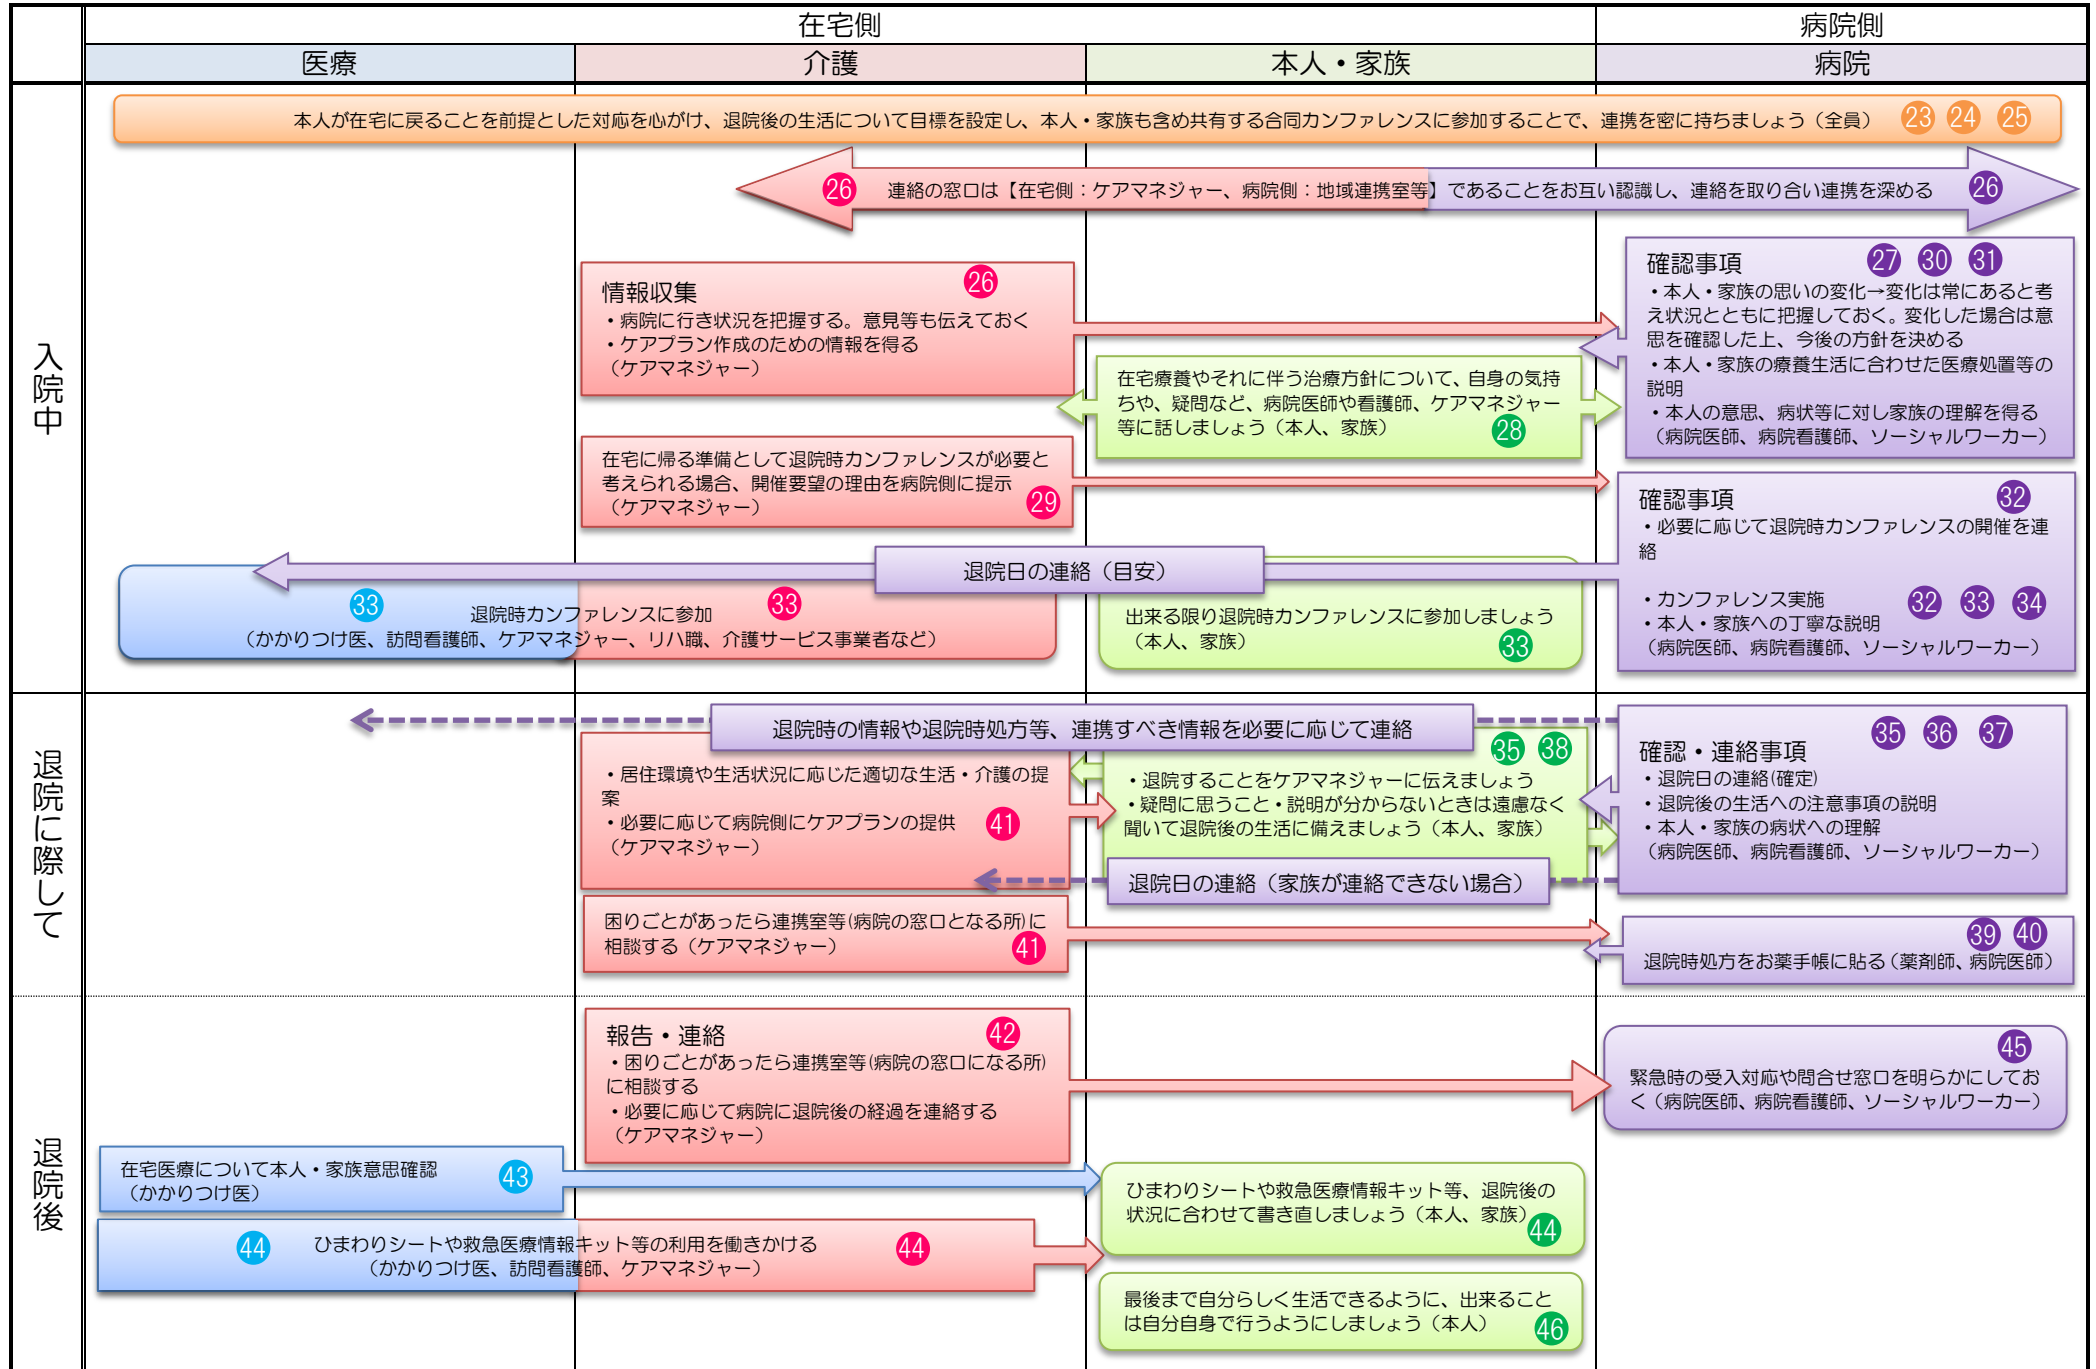 在宅側
病院側
医療
介護
本人・家族
病院
入院中
本人が在宅に戻ることを前提とした対応を心がけ、退院後の生活について目標を設定し、本人・家族も含め共有する合同カンファレンスに参加することで、連携を密に持ちましょう（全員） 23 24 25
26 連絡の窓口は【在宅側：ケアマネジャー、病院側：地域連携室等】であることをお互い認識し、連絡を取り合い連携を深める 26
情報収集 26
・病院に行き状況を把握する。意見等も伝えておく
・ケアプラン作成のための情報を得る
（ケアマネジャー）
確認事項 27 30 31
・本人・家族の思いの変化→変化は常にあると考
え状況とともに把握しておく。変化した場合は意
思を確認した上、今後の方針を決める
・本人・家族の療養生活に合わせた医療処置等の
説明
・本人の意思、病状等に対し家族の理解を得る
（病院医師、病院看護師、ソーシャルワーカー）
在宅療養やそれに伴う治療方針について、自身の気持
ちや、疑問など、病院医師や看護師、ケアマネジャー
等に話しましょう（本人、家族） 28
在宅に帰る準備として退院時カンファレンスが必要と
考えられる場合、開催要望の理由を病院側に提示
（ケアマネジャー） 29
確認事項 32
・必要に応じて退院時カンファレンスの開催を連
絡
・カンファレンス実施 32 33 34
・本人・家族への丁寧な説明
（病院医師、病院看護師、ソーシャルワーカー）
退院日の連絡（目安）
33 退院時カンファレンスに参加 33
（かかりつけ医、訪問看護師、ケアマネジャー、リハ職、介護サービス事業者など）
出来る限り退院時カンファレンスに参加しましょう
（本人、家族） 33
退院に際して
退院時の情報や退院時処方等、連携すべき情報を必要に応じて連絡
・居住環境や生活状況に応じた適切な生活・介護の提
案
・必要に応じて病院側にケアプランの提供 41
（ケアマネジャー）
35 38
・退院することをケアマネジャーに伝えましょう
・疑問に思うこと・説明が分からないときは遠慮なく
聞いて退院後の生活に備えましょう（本人、家族）
確認・連絡事項 35 36 37
・退院日の連絡(確定)
・退院後の生活への注意事項の説明
・本人・家族の病状への理解
（病院医師、病院看護師、ソーシャルワーカー）
退院日の連絡（家族が連絡できない場合）
困りごとがあったら連携室等(病院の窓口となる所)に
相談する（ケアマネジャー） 41
39 40
退院時処方をお薬手帳に貼る（薬剤師、病院医師）
退院後
報告・連絡 42
・困りごとがあったら連携室等(病院の窓口になる所)
に相談する
・必要に応じて病院に退院後の経過を連絡する
（ケアマネジャー）
45
緊急時の受入対応や問合せ窓口を明らかにしてお
く（病院医師、病院看護師、ソーシャルワーカー）
在宅医療について本人・家族意思確認 43
（かかりつけ医）
ひまわりシートや救急医療情報キット等、退院後の
状況に合わせて書き直しましょう（本人、家族） 44
44 ひまわりシートや救急医療情報キット等の利用を働きかける 44
（かかりつけ医、訪問看護師、ケアマネジャー）
最後まで自分らしく生活できるように、出来ること
は自分自身で行うようにしましょう（本人） 46